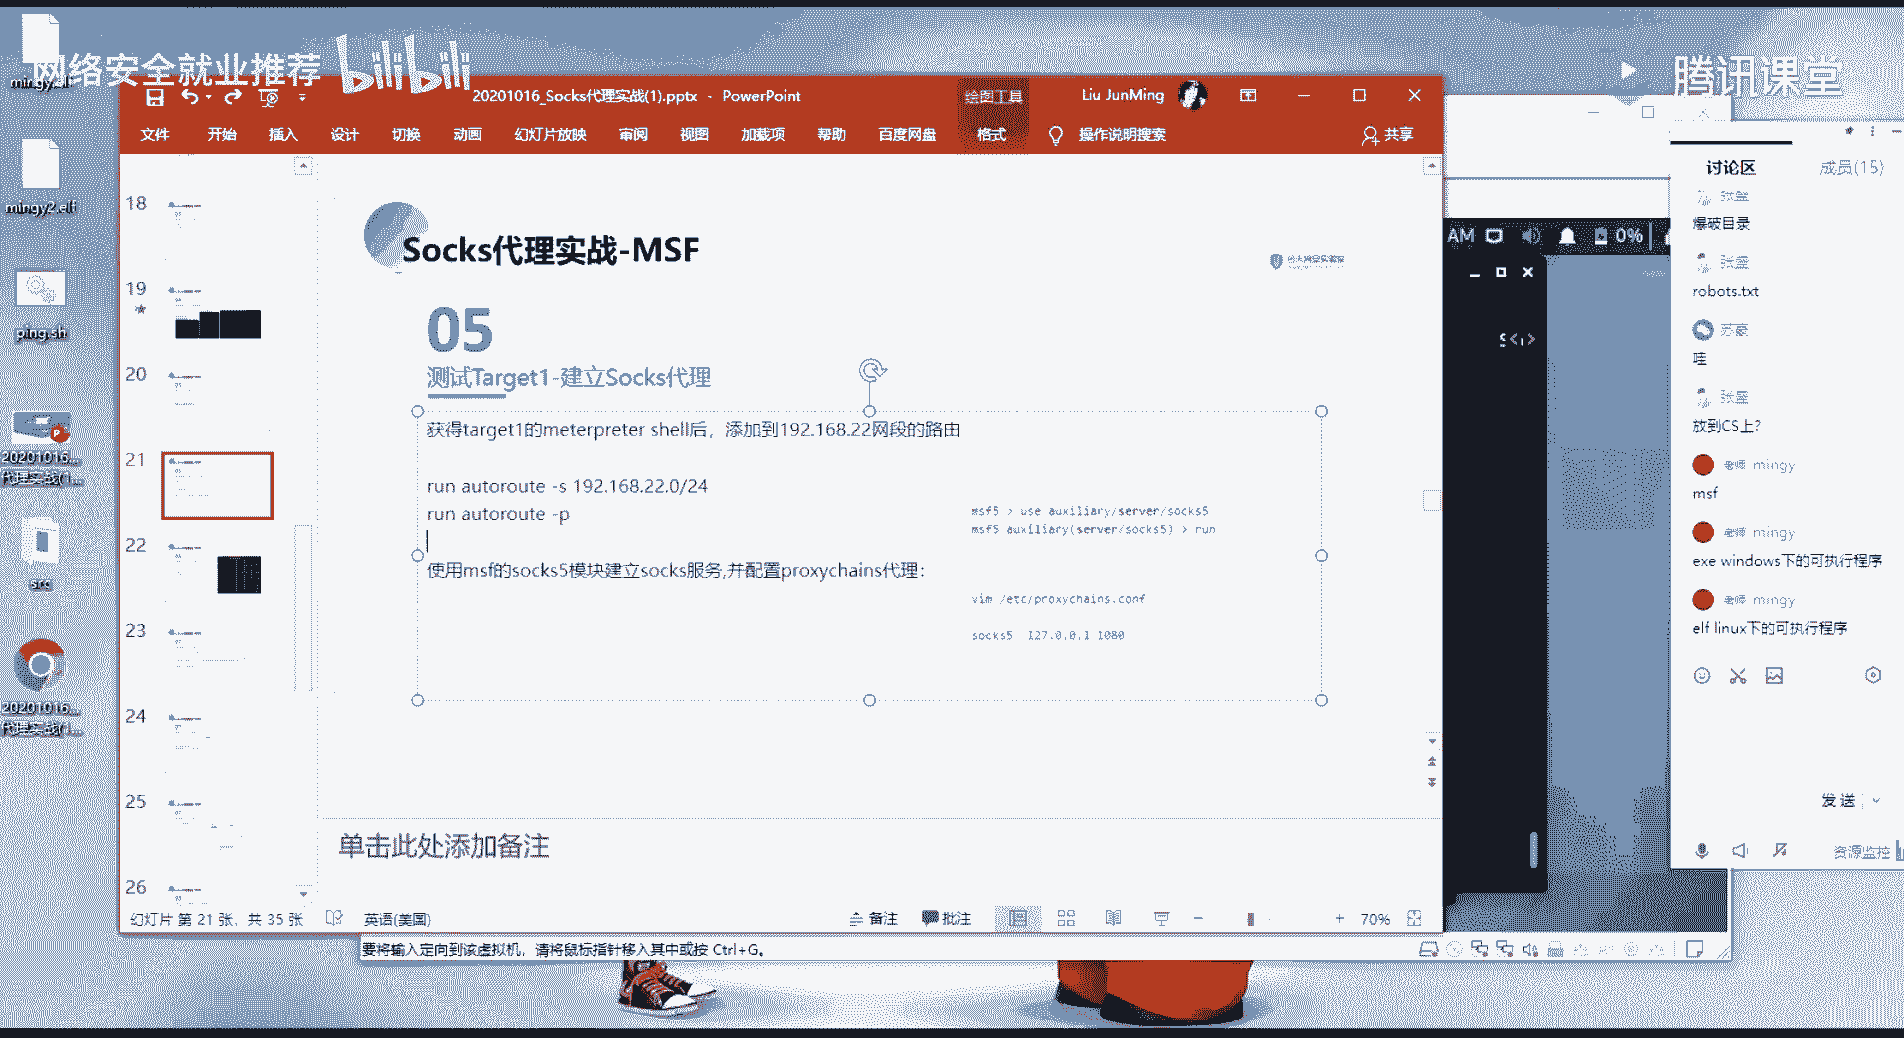 网络安全就业推荐
bilibili
腾讯课堂
20201016_Socks代理实战(1).pptx - PowerPoint
绘图工具
Liu JunMing
文件 开始 插入 设计 切换 动画 幻灯片放映 审阅 视图 加载项 帮助 百度网盘 格式 操作说明搜索 共享
mingy2.elf
ping.sh
20201016...
代理实战(1...
src
20201016...
代理实战(1...
18
19
20
21
22
23
24
25
26
Socks代理实战-MSF
05
测试Target1-建立Socks代理
获得target1的meterpreter shell后，添加到192.168.22网段的路由
run autoroute -s 192.168.22.0/24
run autoroute -p
msf5 > use auxiliary/server/socks5
msf5 auxiliary(server/socks5) > run
使用msf的socks5模块建立socks服务,并配置proxychains代理：
vim /etc/proxychains.conf
socks5 127.0.0.1 1080
单击此处添加备注
幻灯片 第 21 张，共 35 张 英语(美国) 备注 批注 70%
要将输入定向到该虚拟机，请将鼠标指针移入其中或按 Ctrl+G。
AM 0%
讨论区 成员(15)
爆破目录
robots.txt
苏豪
哇
放到CS上?
老师 mingy
msf
老师 mingy
exe windows下的可执行程序
老师 mingy
elf linux下的可执行程序
发送
资源监控